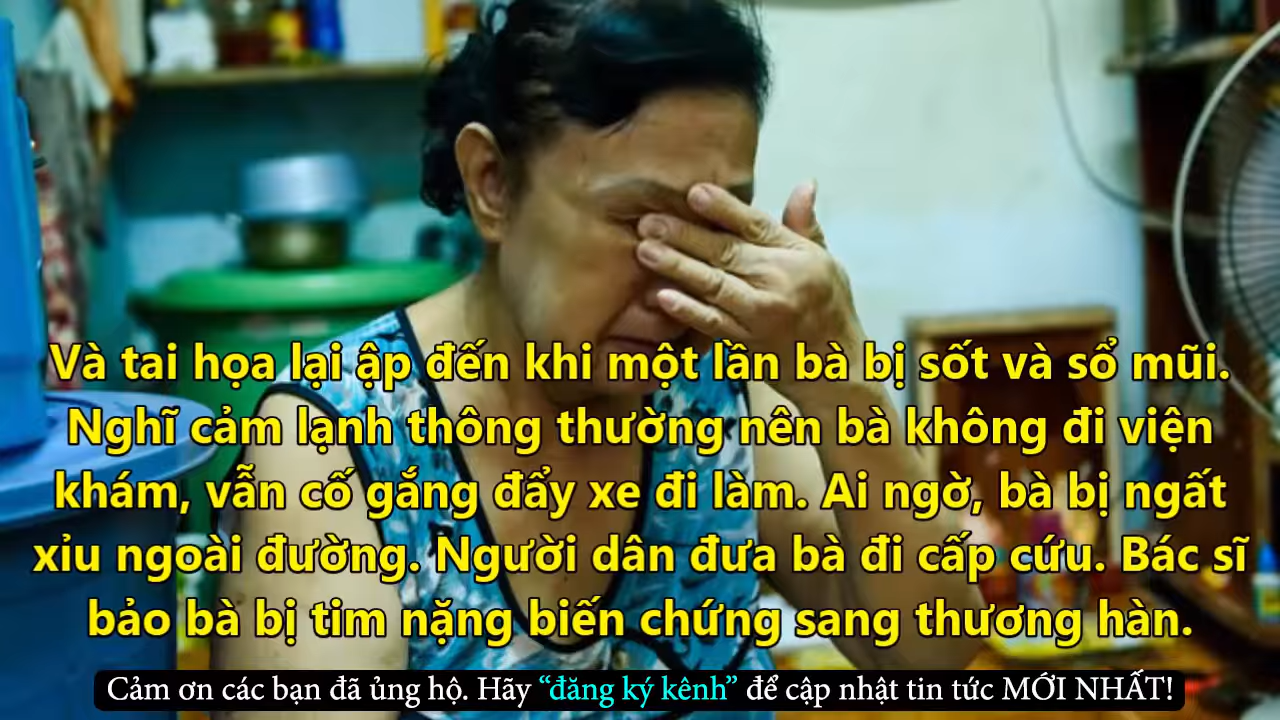 Và tai họa lại ập đến khi một lần bà bị sốt và sổ mũi.
Nghĩ cảm lạnh thông thường nên bà không đi viện
khám, vẫn cố gắng đẩy xe đi làm. Ai ngờ, bà bị ngất
xỉu ngoài đường. Người dân đưa bà đi cấp cứu. Bác sĩ
bảo bà bị tim nặng biến chứng sang thương hàn.
Cảm ơn các bạn đã ủng hộ. Hãy “đăng ký kênh” để cập nhật tin tức MỚI NHẤT!